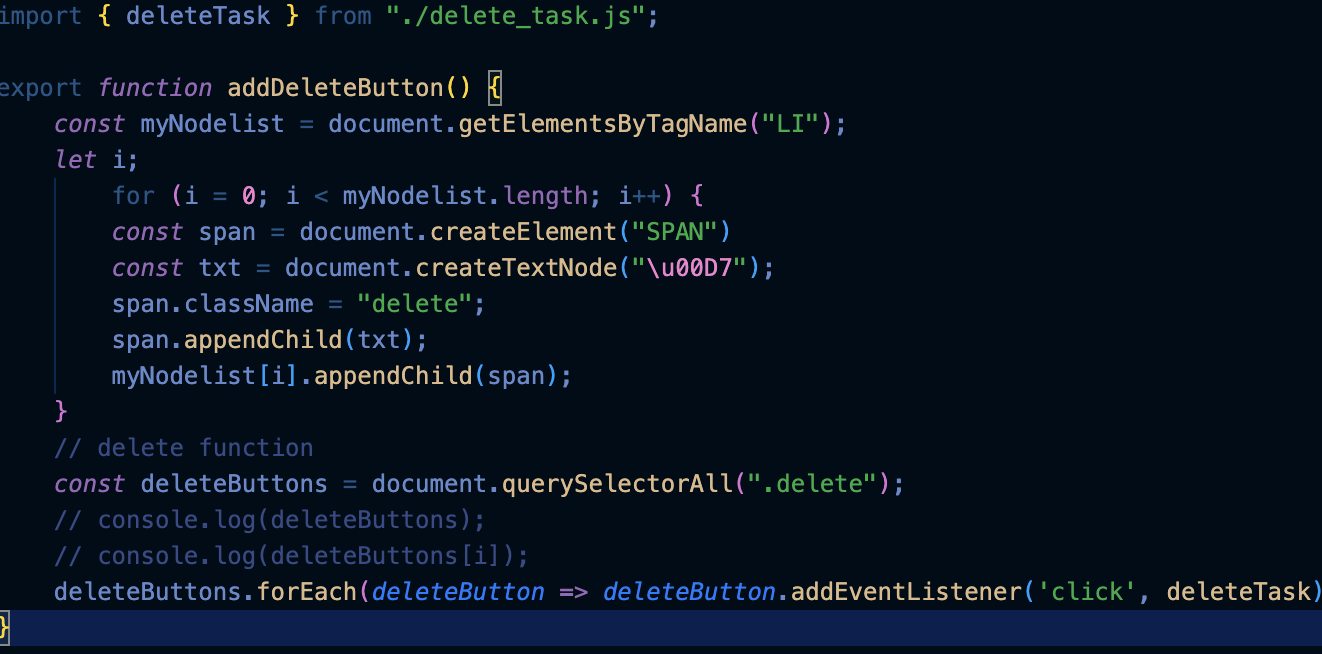 import { deleteTask } from "./delete_task.js";
export function addDeleteButton() {
const myNodelist = document.getElementsByTagName("LI");
let i;
for (i = 0; i < myNodelist.length; i++) {
const span = document.createElement("SPAN")
const txt = document.createTextNode("\u00D7");
span.className = "delete";
span.appendChild(txt);
myNodelist[i].appendChild(span);
}
// delete function
const deleteButtons = document.querySelectorAll(".delete");
// console.log(deleteButtons);
// console.log(deleteButtons[i]);
deleteButtons.forEach(deleteButton => deleteButton.addEventListener('click', deleteTask)
}